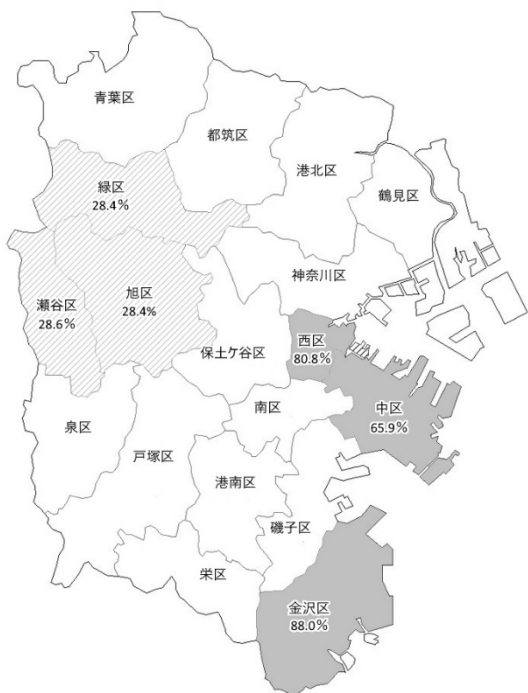 青葉区
都筑区
港北区
緑区
28.4%
鶴見区
神奈川区
瀬谷区
28.6%
旭区
28.4%
西区
80.8%
保土ケ谷区
中区
65.9%
南区
泉区
戸塚区
港南区
磯子区
栄区
金沢区
88.0%